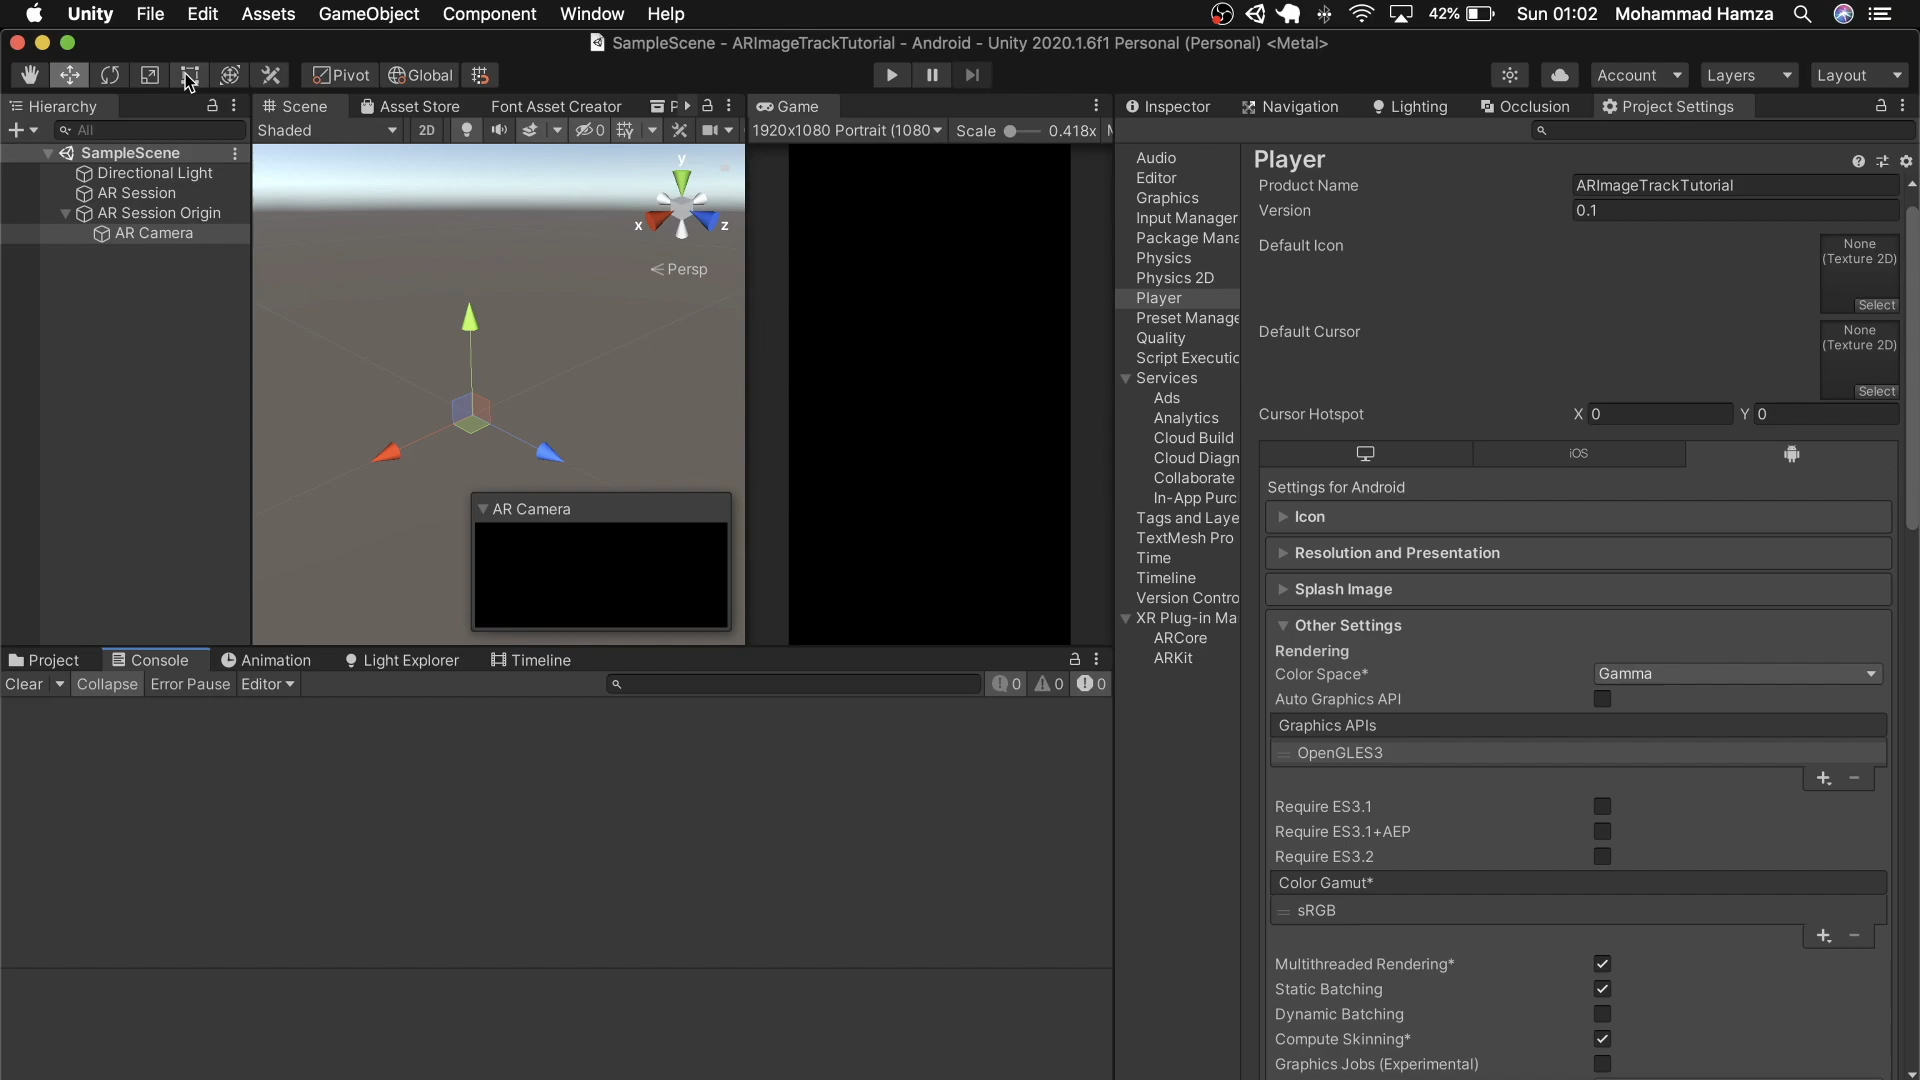 Unity File Edit Assets GameObject Component Window Help 42% Sun 01:02 Mohammad Hamza
SampleScene - ARImageTrackTutorial - Android - Unity 2020.1.6f1 Personal (Personal) <Metal>
Pivot Global Account Layers Layout
Hierarchy
All
SampleScene
Directional Light
AR Session
AR Session Origin
AR Camera
Scene Asset Store Font Asset Creator P
Shaded 2D 0
y
x z
Persp
AR Camera
Game
1920x1080 Portrait (1080 Scale 0.418x M
Inspector Navigation Lighting Occlusion Project Settings
Audio
Editor
Graphics
Input Manager
Package Mana
Physics
Physics 2D
Player
Preset Manage
Quality
Script Executio
Services
Ads
Analytics
Cloud Build
Cloud Diagn
Collaborate
In-App Purc
Tags and Laye
TextMesh Pro
Time
Timeline
Version Contro
XR Plug-in Ma
ARCore
ARKit
Player
Product Name ARImageTrackTutorial
Version 0.1
Default Icon
None
(Texture 2D)
Select
Default Cursor
None
(Texture 2D)
Select
Cursor Hotspot X 0 Y 0
iOS
Settings for Android
Icon
Resolution and Presentation
Splash Image
Other Settings
Rendering
Color Space* Gamma
Auto Graphics API
Graphics APIs
OpenGLES3
Require ES3.1
Require ES3.1+AEP
Require ES3.2
Color Gamut*
sRGB
Multithreaded Rendering*
Static Batching
Dynamic Batching
Compute Skinning*
Graphics Jobs (Experimental)
Project Console Animation Light Explorer Timeline
Clear Collapse Error Pause Editor 0 0 0